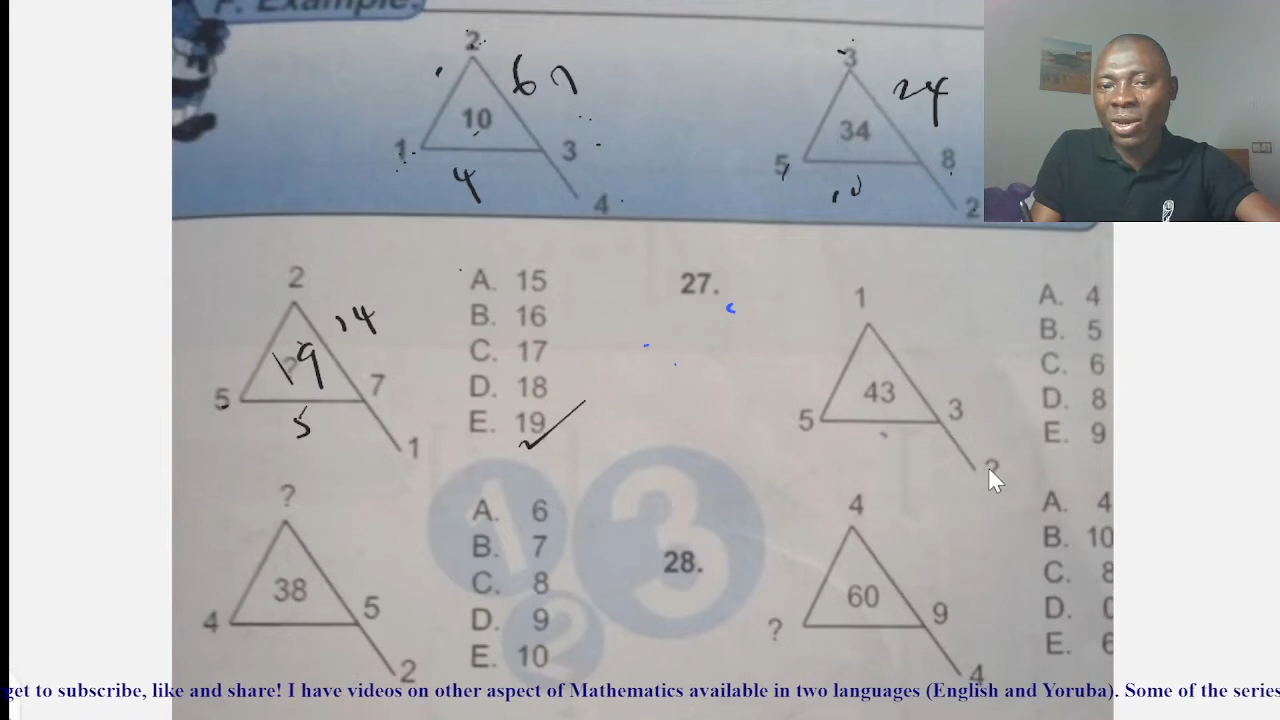 F. Example:
2
67
10
1
3
4
4
3
24
34
5
8
10
2
2
14
19
5
7
5
1
A. 15
B. 16
C. 17
D. 18
E. 19
27.
1
43
5
3
?
A. 4
B. 5
C. 6
D. 8
E. 9
?
38
4
5
2
A. 6
B. 7
C. 8
D. 9
E. 10
1
2
3
28.
4
60
?
9
4
A. 4
B. 10
C. 8
D. 0
E. 6
get to subscribe, like and share! I have videos on other aspect of Mathematics available in two languages (English and Yoruba). Some of the series